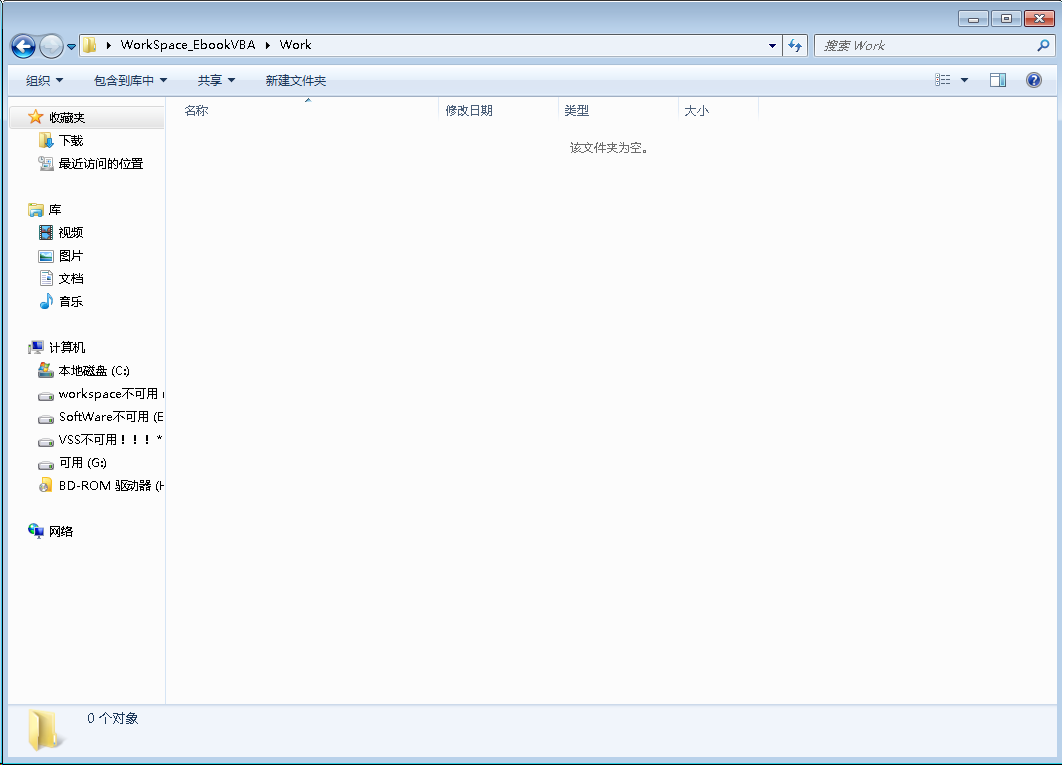 WorkSpace_EbookVBA Work
搜索 Work
组织 包含到库中 共享 新建文件夹
名称 修改日期 类型 大小
该文件夹为空。
收藏夹
下载
最近访问的位置
库
视频
图片
文档
音乐
计算机
本地磁盘 (C:)
workspace不可用
SoftWare不可用 (E
VSS不可用！！！*
可用 (G:)
BD-ROM 驱动器 (H
网络
0 个对象